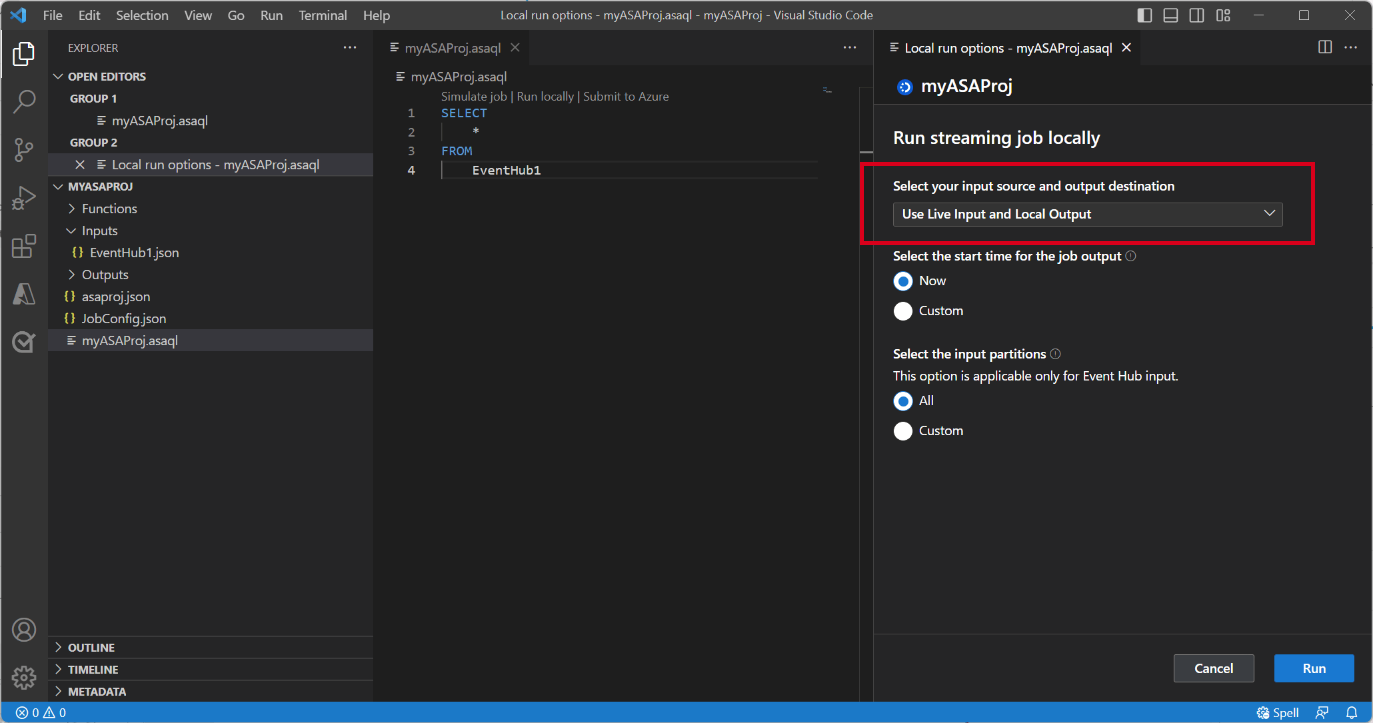 File Edit Selection View Go Run Terminal Help
Local run options - myASAProj.asaql - myASAProj - Visual Studio Code
EXPLORER
OPEN EDITORS
GROUP 1
myASAProj.asaql
GROUP 2
Local run options - myASAProj.asaql
MYASAPROJ
Functions
Inputs
{} EventHub1.json
Outputs
{} asaproj.json
{} JobConfig.json
myASAProj.asaql
OUTLINE
TIMELINE
METADATA
myASAProj.asaql
myASAProj.asaql
Simulate job | Run locally | Submit to Azure
1 SELECT
2 *
3 FROM
4 EventHub1
Local run options - myASAProj.asaql
myASAProj
Run streaming job locally
Select your input source and output destination
Use Live Input and Local Output
Select the start time for the job output
Now
Custom
Select the input partitions
This option is applicable only for Event Hub input.
All
Custom
Cancel Run
0 0
Spell